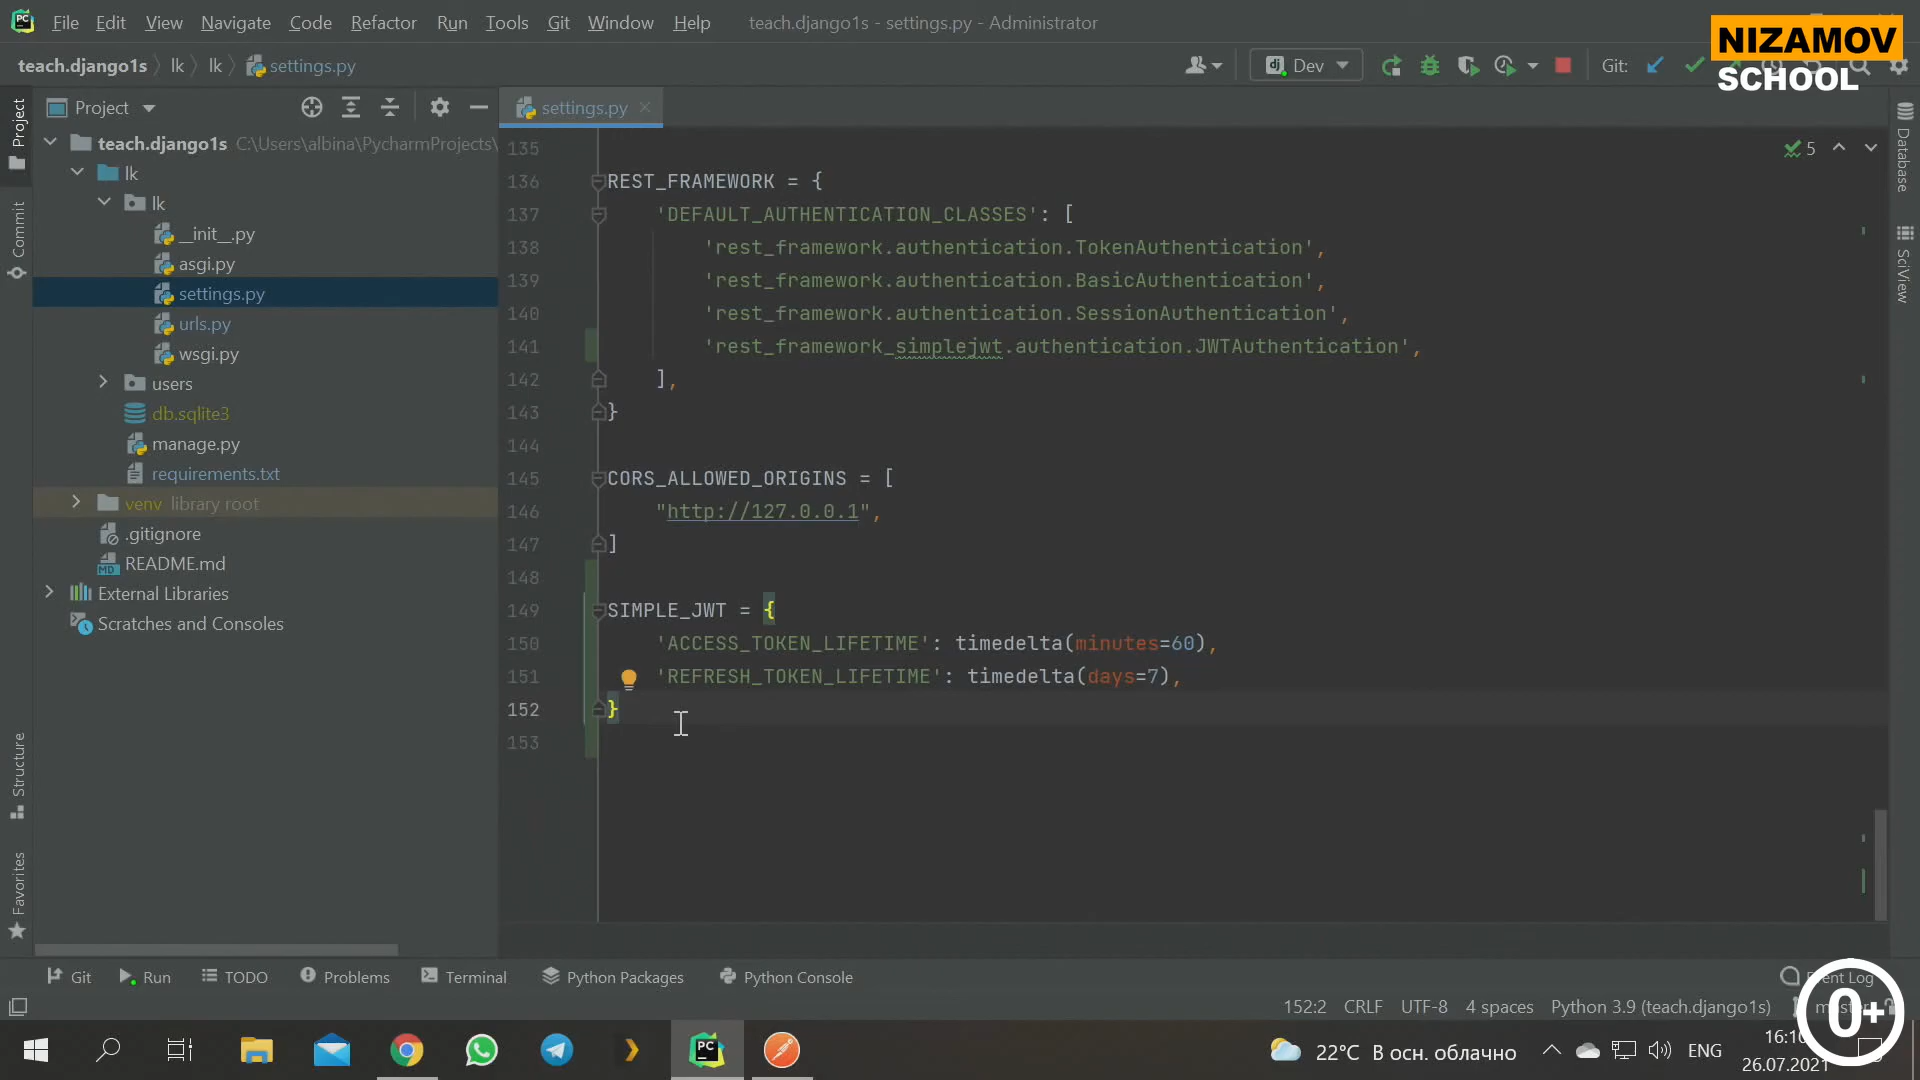 File Edit View Navigate Code Refactor Run Tools Git Window Help teach.django1s - settings.py - Administrator
NIZAMOV
SCHOOL
teach.django1s lk lk settings.py Dev Git:
Project settings.py
Project
Commit
Structure
Favorites
Database
SciView
teach.django1s C:\Users\albina\PycharmProjects\
lk
lk
__init__.py
asgi.py
settings.py
urls.py
wsgi.py
users
db.sqlite3
manage.py
requirements.txt
venv library root
.gitignore
README.md
External Libraries
Scratches and Consoles
5
135
136 REST_FRAMEWORK = {
137 'DEFAULT_AUTHENTICATION_CLASSES': [
138 'rest_framework.authentication.TokenAuthentication',
139 'rest_framework.authentication.BasicAuthentication',
140 'rest_framework.authentication.SessionAuthentication',
141 'rest_framework_simplejwt.authentication.JWTAuthentication',
142 ],
143 }
144
145 CORS_ALLOWED_ORIGINS = [
146 "http://127.0.0.1",
147 ]
148
149 SIMPLE_JWT = {
150 'ACCESS_TOKEN_LIFETIME': timedelta(minutes=60),
151 'REFRESH_TOKEN_LIFETIME': timedelta(days=7),
152 }
153
Git Run TODO Problems Terminal Python Packages Python Console Log
152:2 CRLF UTF-8 4 spaces Python 3.9 (teach.django1s)
0+
22°C В осн. облачно ENG
26.07.2021